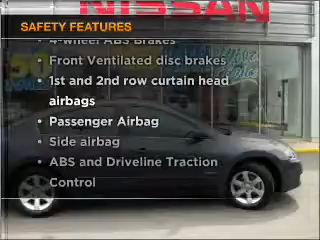 NISSAN
SAFETY FEATURES
• 4-wheel ABS Brakes
• Front Ventilated disc brakes
• 1st and 2nd row curtain head
airbags
• Passenger Airbag
• Side airbag
• ABS and Driveline Traction
Control